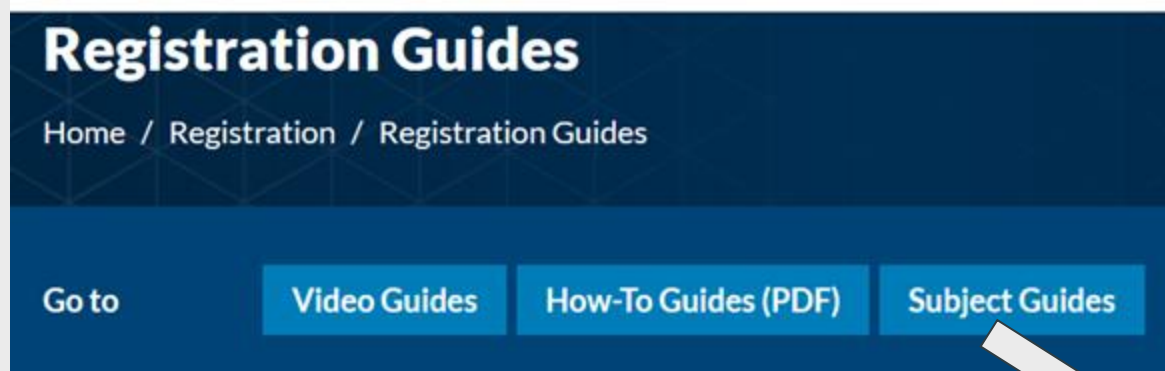 Registration Guides
Home / Registration / Registration Guides
Go to Video Guides How-To Guides (PDF) Subject Guides